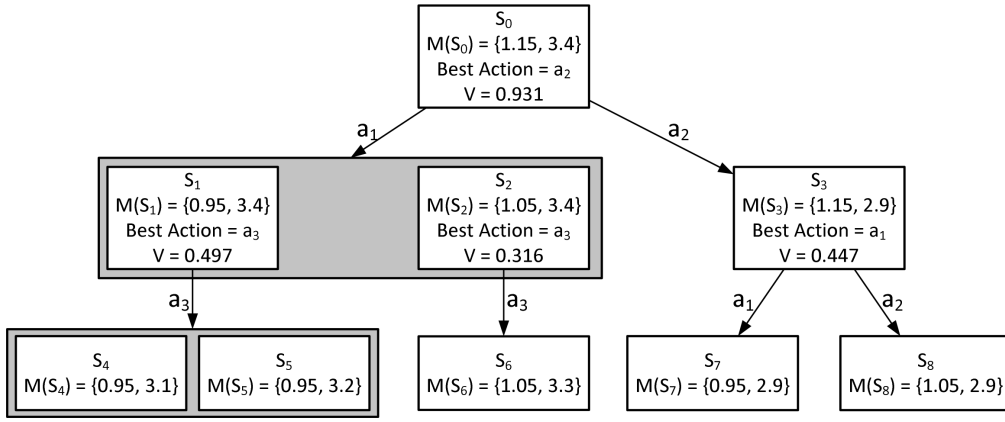 S₀
M(S₀) = {1.15, 3.4}
Best Action = a₂
V = 0.931
a₁
a₂
S₁
M(S₁) = {0.95, 3.4}
Best Action = a₃
V = 0.497
S₂
M(S₂) = {1.05, 3.4}
Best Action = a₃
V = 0.316
S₃
M(S₃) = {1.15, 2.9}
Best Action = a₁
V = 0.447
a₃
a₃
a₁
a₂
S₄
M(S₄) = {0.95, 3.1}
S₅
M(S₅) = {0.95, 3.2}
S₆
M(S₆) = {1.05, 3.3}
S₇
M(S₇) = {0.95, 2.9}
S₈
M(S₈) = {1.05, 2.9}